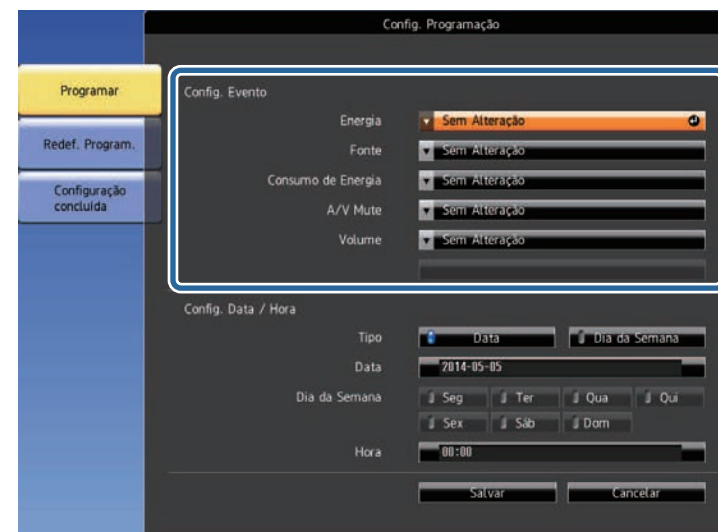 Config. Programação
Programar
Redef. Program.
Configuração
concluída
Config. Evento
Energia Sem Alteração
Fonte Sem Alteração
Consumo de Energia Sem Alteração
A/V Mute Sem Alteração
Volume Sem Alteração
Config. Data / Hora
Tipo Data Dia da Semana
Data 2014-05-05
Dia da Semana Seg Ter Qua Qui
Sex Sáb Dom
Hora 00:00
Salvar Cancelar